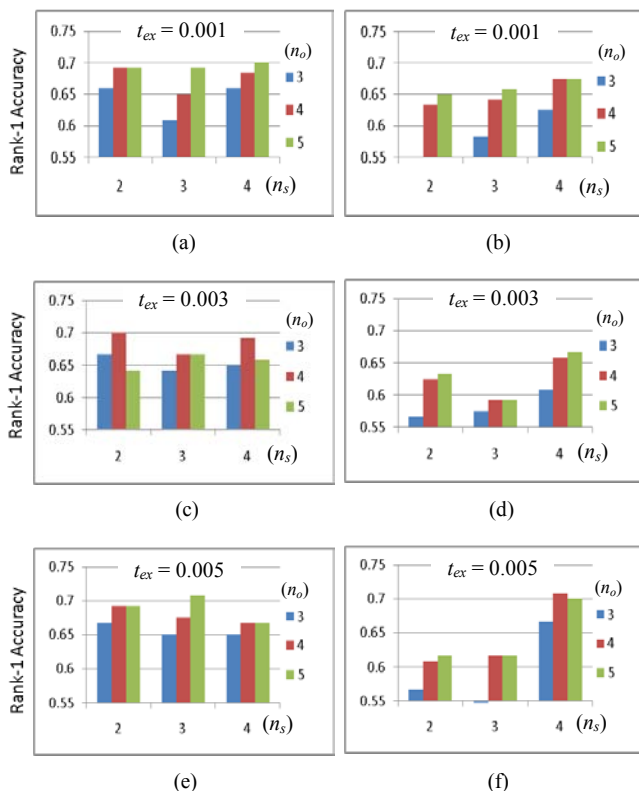 0.75
0.7
0.65
0.6
0.55
Rank-1 Accuracy
t_ex = 0.001
(n_o)
3
4
5
2 3 4 (n_s)
(a)
0.75
0.7
0.65
0.6
0.55
t_ex = 0.001
(n_o)
3
4
5
2 3 4 (n_s)
(b)
0.75
0.7
0.65
0.6
0.55
Rank-1 Accuracy
t_ex = 0.003
(n_o)
3
4
5
2 3 4 (n_s)
(c)
0.75
0.7
0.65
0.6
0.55
t_ex = 0.003
(n_o)
3
4
5
2 3 4 (n_s)
(d)
0.75
0.7
0.65
0.6
0.55
Rank-1 Accuracy
t_ex = 0.005
(n_o)
3
4
5
2 3 4 (n_s)
(e)
0.75
0.7
0.65
0.6
0.55
t_ex = 0.005
(n_o)
3
4
5
2 3 4 (n_s)
(f)